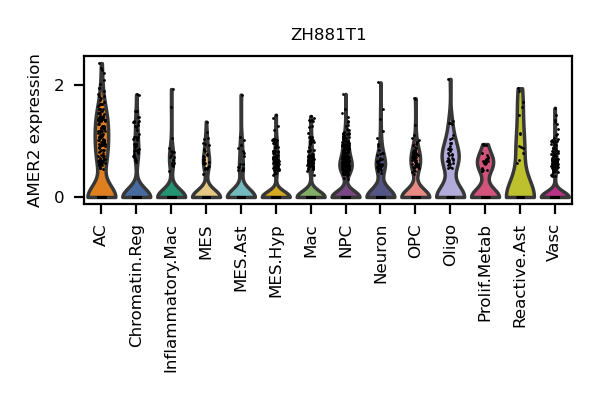 ZH881T1
AMER2 expression
2
0
AC
Chromatin.Reg
Inflammatory.Mac
MES
MES.Ast
MES.Hyp
Mac
NPC
Neuron
OPC
Oligo
Prolif.Metab
Reactive.Ast
Vasc